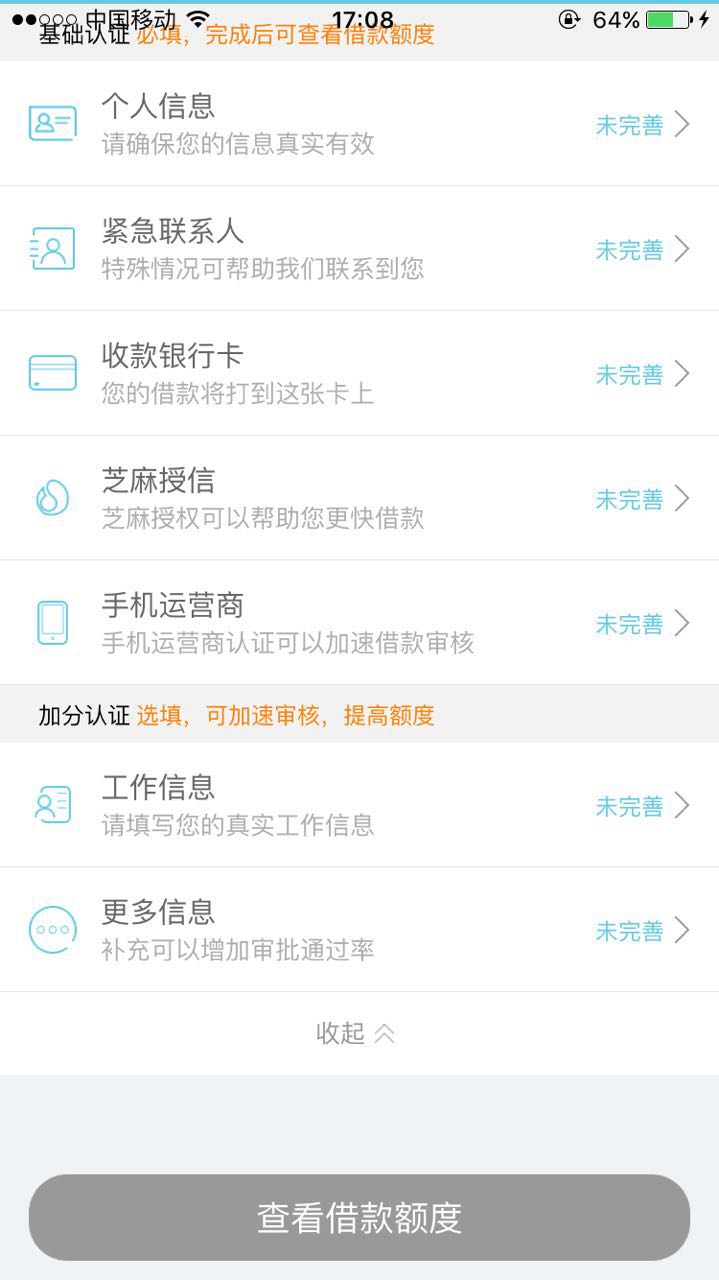 中国移动 17:08 64%
基础认证 必填，完成后可查看借款额度
个人信息
请确保您的信息真实有效
未完善
紧急联系人
特殊情况可帮助我们联系到您
未完善
收款银行卡
您的借款将打到这张卡上
未完善
芝麻授信
芝麻授权可以帮助您更快借款
未完善
手机运营商
手机运营商认证可以加速借款审核
未完善
加分认证 选填，可加速审核，提高额度
工作信息
请填写您的真实工作信息
未完善
更多信息
补充可以增加审批通过率
未完善
收起
查看借款额度